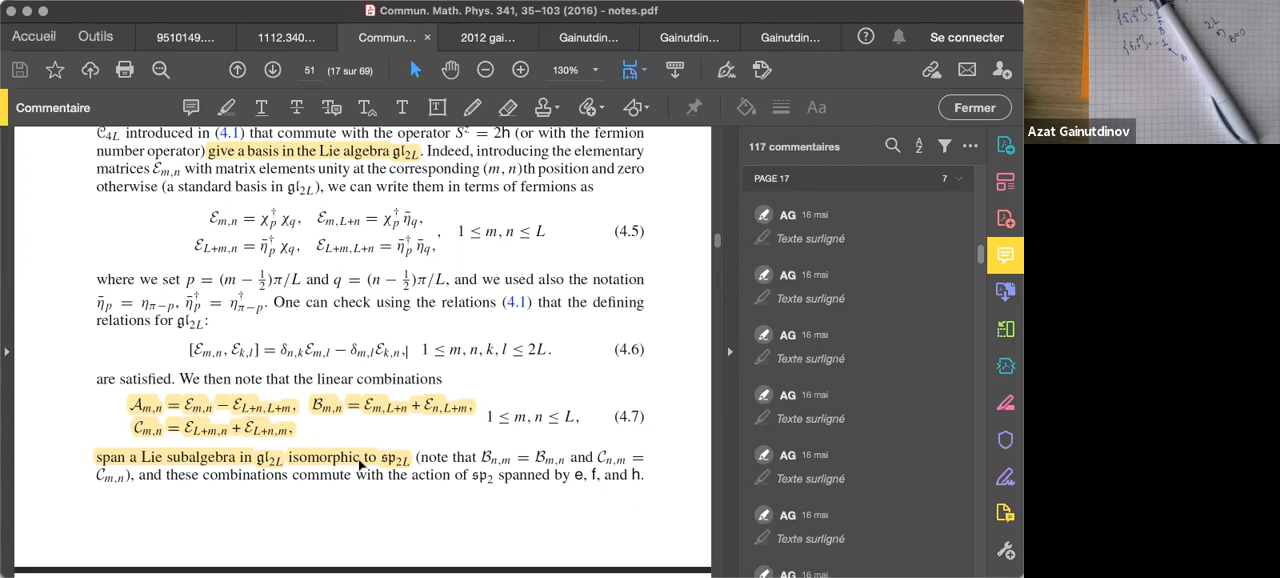 Commun. Math. Phys. 341, 35–103 (2016) - notes.pdf
Accueil Outils 9510149.... 1112.340... Commun... × 2012 gai... Gainutdin... Gainutdin... Gainutdin... Se connecter
51 (17 sur 69) 130%
Commentaire Aa Fermer
ℭ4L introduced in (4.1) that commute with the operator S^z = 2h (or with the fermion
number operator) give a basis in the Lie algebra 𝔤𝔩2L. Indeed, introducing the elementary
matrices ℰm,n with matrix elements unity at the corresponding (m, n)th position and zero
otherwise (a standard basis in 𝔤𝔩2L), we can write them in terms of fermions as
ℰm,n = χ†p χq, ℰm,L+n = χ†p η̄q,
ℰL+m,n = η̄†p χq, ℰL+m,L+n = η̄†p η̄q, , 1 ≤ m, n ≤ L (4.5)
where we set p = (m − 1/2)π/L and q = (n − 1/2)π/L, and we used also the notation
η̄p = ηπ−p, η̄†p = η†π−p. One can check using the relations (4.1) that the defining
relations for 𝔤𝔩2L:
[ℰm,n, ℰk,l] = δn,kℰm,l − δm,lℰk,n, 1 ≤ m, n, k, l ≤ 2L. (4.6)
are satisfied. We then note that the linear combinations
𝒜m,n = ℰm,n − ℰL+n,L+m, ℬm,n = ℰm,L+n + ℰn,L+m,
𝒞m,n = ℰL+m,n + ℰL+n,m, 1 ≤ m, n ≤ L, (4.7)
span a Lie subalgebra in 𝔤𝔩2L isomorphic to 𝔰𝔭2L (note that ℬn,m = ℬm,n and 𝒞n,m =
𝒞m,n), and these combinations commute with the action of 𝔰𝔭2 spanned by e, f, and h.
117 commentaires
PAGE 17 7
AG 16 mai
Texte surligné
AG 16 mai
Texte surligné
AG 16 mai
Texte surligné
AG 16 mai
Texte surligné
AG 16 mai
Texte surligné
AG 16 mai
Texte surligné
AG 16 mai
Azat Gainutdinov